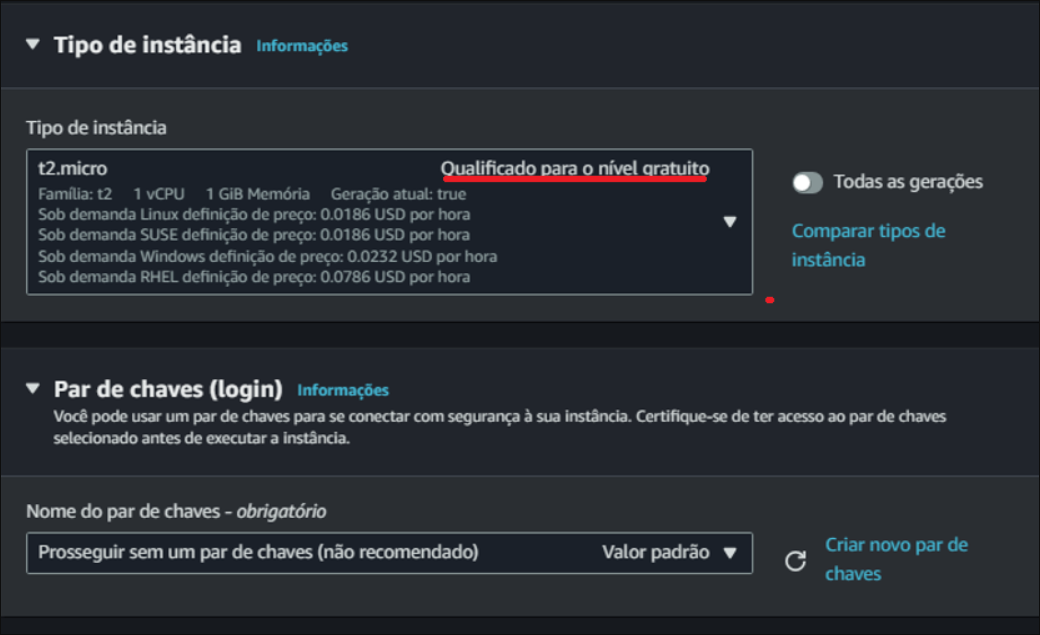 Tipo de instância Informações
Tipo de instância
t2.micro Qualificado para o nível gratuito
Família: t2 1 vCPU 1 GiB Memória Geração atual: true
Sob demanda Linux definição de preço: 0.0186 USD por hora
Sob demanda SUSE definição de preço: 0.0186 USD por hora
Sob demanda Windows definição de preço: 0.0232 USD por hora
Sob demanda RHEL definição de preço: 0.0786 USD por hora
Todas as gerações
Comparar tipos de
instância
Par de chaves (login) Informações
Você pode usar um par de chaves para se conectar com segurança à sua instância. Certifique-se de ter acesso ao par de chaves
selecionado antes de executar a instância.
Nome do par de chaves - obrigatório
Prosseguir sem um par de chaves (não recomendado) Valor padrão
Criar novo par de
chaves